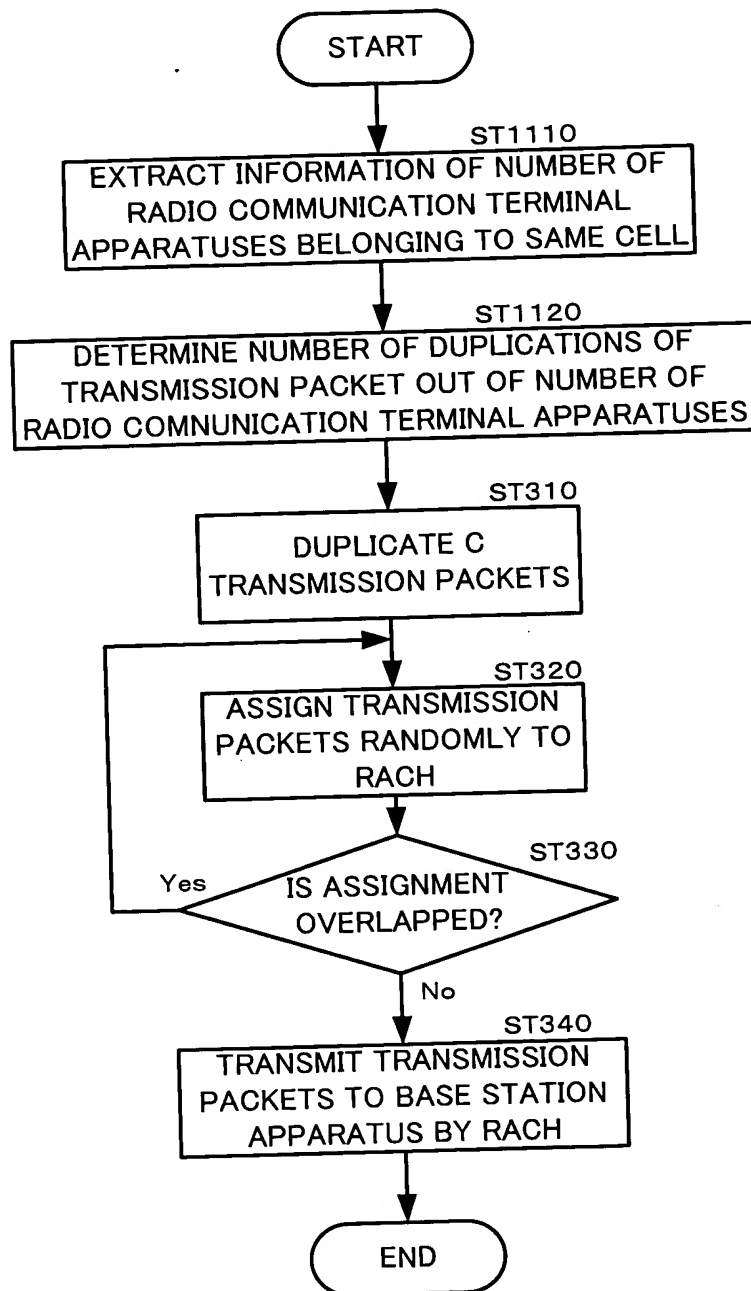 START
ST1110
EXTRACT INFORMATION OF NUMBER OF
RADIO COMMUNICATION TERMINAL
APPARATUSES BELONGING TO SAME CELL
ST1120
DETERMINE NUMBER OF DUPLICATIONS OF
TRANSMISSION PACKET OUT OF NUMBER OF
RADIO COMNUNICATION TERMINAL APPARATUSES
ST310
DUPLICATE C
TRANSMISSION PACKETS
ST320
ASSIGN TRANSMISSION
PACKETS RANDOMLY TO
RACH
ST330
Yes
IS ASSIGNMENT
OVERLAPPED?
No
ST340
TRANSMIT TRANSMISSION
PACKETS TO BASE STATION
APPARATUS BY RACH
END